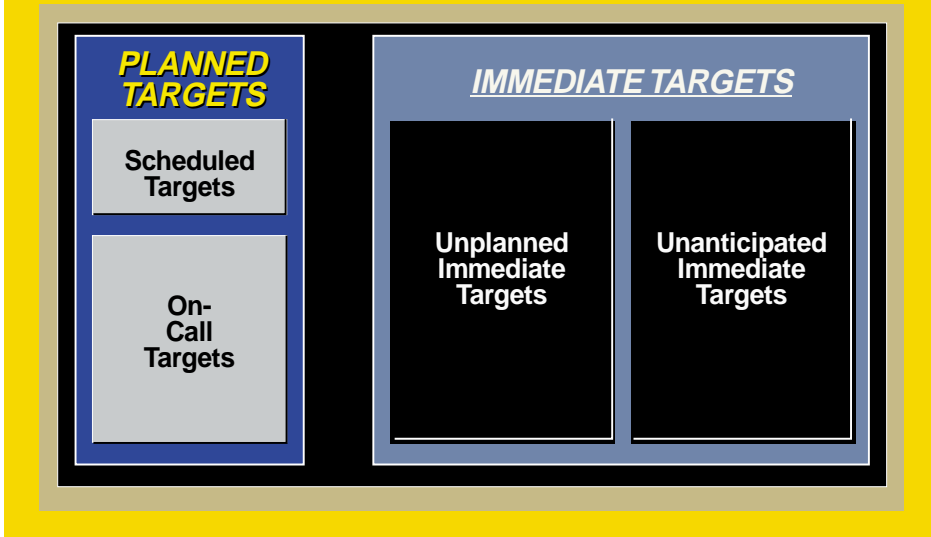 PLANNED
TARGETS
Scheduled
Targets
On-
Call
Targets
IMMEDIATE TARGETS
Unplanned
Immediate
Targets
Unanticipated
Immediate
Targets